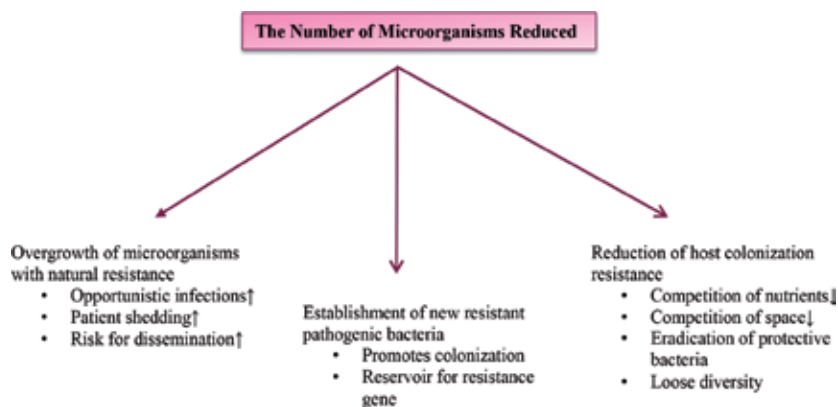 The Number of Microorganisms Reduced
Overgrowth of microorganisms
with natural resistance
• Opportunistic infections↑
• Patient shedding↑
• Risk for dissemination↑
Establishment of new resistant
pathogenic bacteria
• Promotes colonization
• Reservoir for resistance
gene
Reduction of host colonization
resistance
• Competition of nutrients↓
• Competition of space↓
• Eradication of protective
bacteria
• Loose diversity